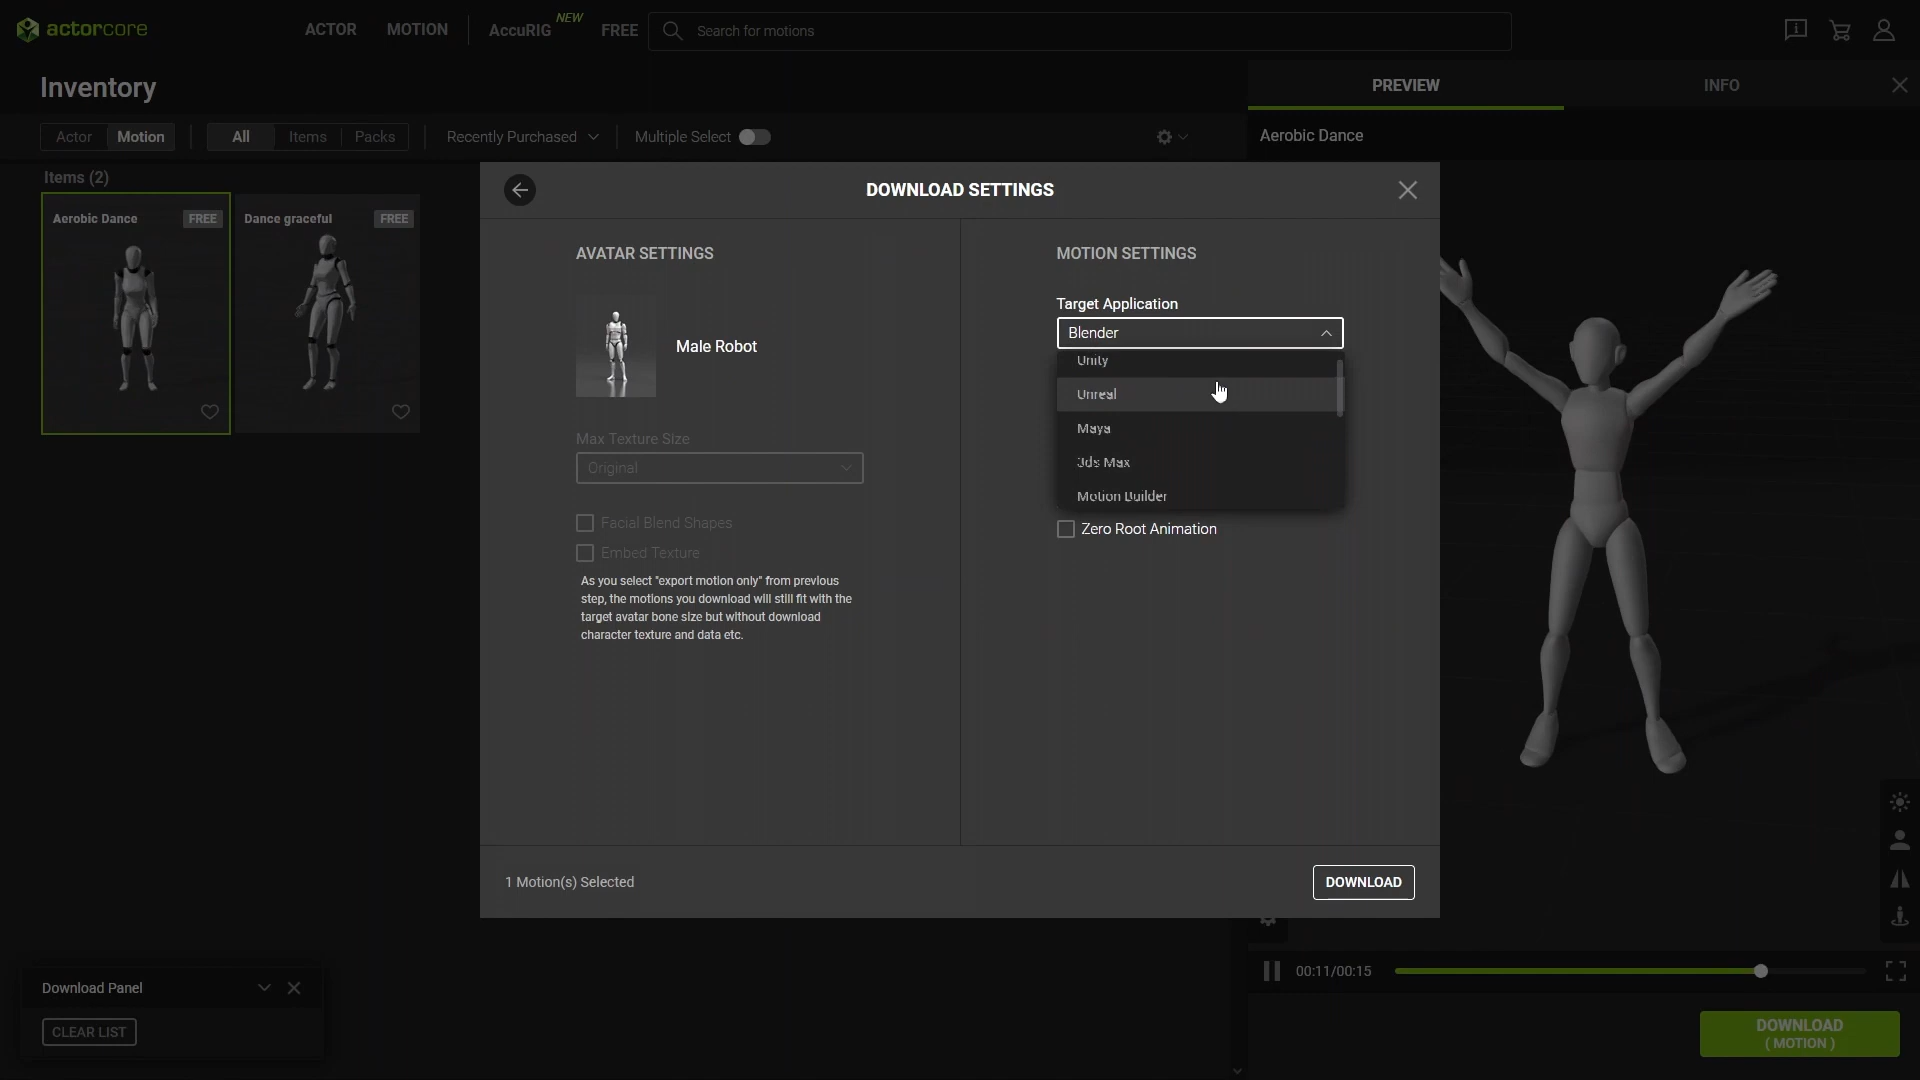 actorcore
ACTOR
MOTION
AccuRIG
NEW
FREE
Search for motions
Inventory
PREVIEW
INFO
Actor
Motion
All
Items
Packs
Recently Purchased
Multiple Select
Aerobic Dance
Items (2)
Aerobic Dance
FREE
Dance graceful
FREE
DOWNLOAD SETTINGS
AVATAR SETTINGS
Male Robot
Max Texture Size
Original
Facial Blend Shapes
Embed Texture
As you select "export motion only" from previous
step, the motions you download will still fit with the
target avatar bone size but without download
character texture and data etc.
MOTION SETTINGS
Target Application
Blender
Unity
Unreal
Maya
3ds Max
Motion Builder
Zero Root Animation
1 Motion(s) Selected
DOWNLOAD
00:11/00:15
Download Panel
CLEAR LIST
DOWNLOAD
( MOTION )